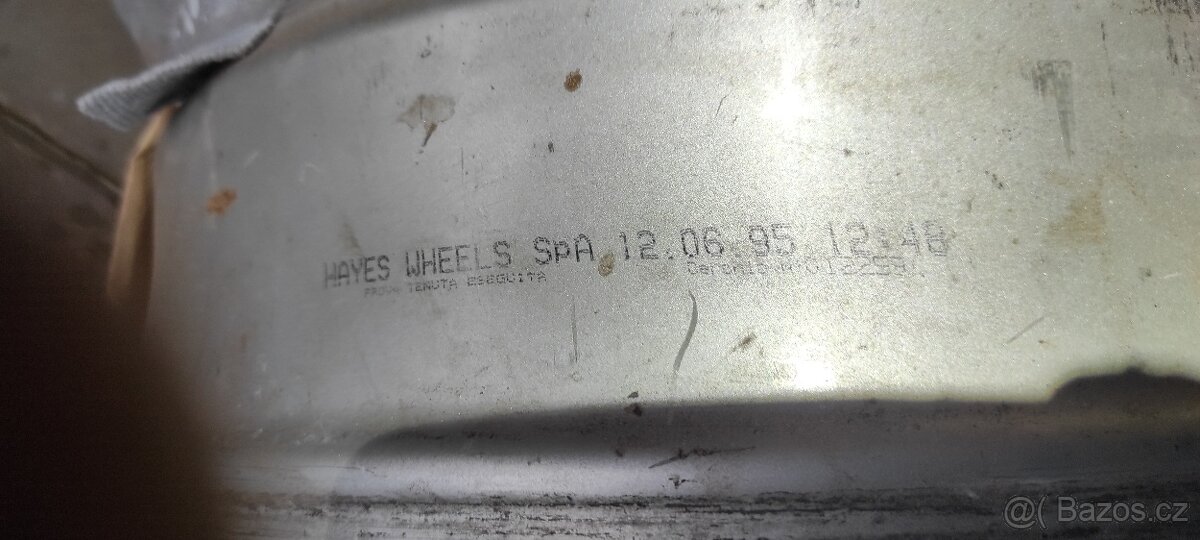 HAYES WHEELS SpA 12.06.95 12:48
PROVA TENUTA ESEGUITA
@( Bazos.cz